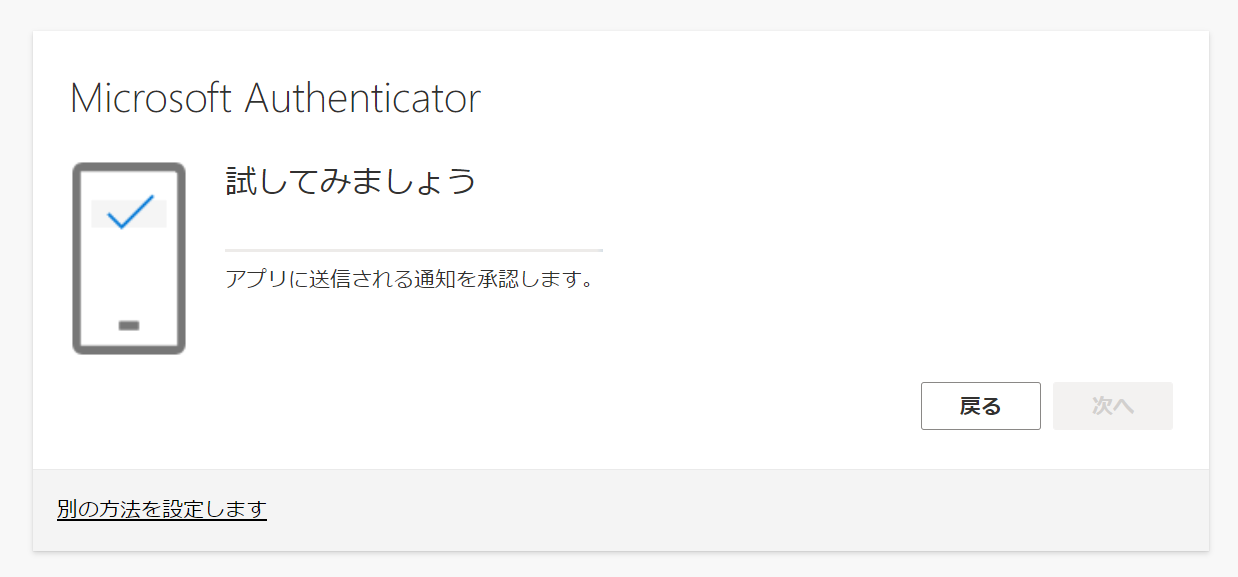 Microsoft Authenticator
試してみましょう
アプリに送信される通知を承認します。
戻る
次へ
別の方法を設定します